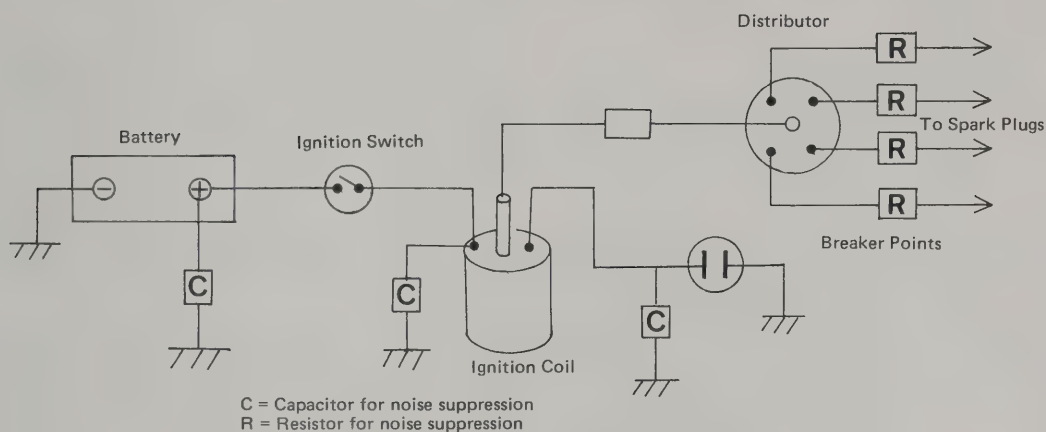 Distributor
R
R
To Spark Plugs
R
R
Breaker Points
Battery
Ignition Switch
−
+
C
C
C
Ignition Coil
C = Capacitor for noise suppression
R = Resistor for noise suppression